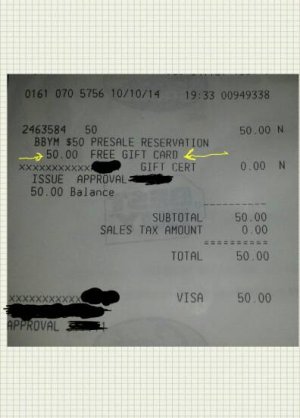 0161 070 5756 10/10/14 19:33 00949338
2463584 50 50.00 N
BBYM $50 PRESALE RESERVATION
50.00 FREE GIFT CARD
xxxxxxxxxxxx GIFT CERT 0.00 N
ISSUE APPROVAL
50.00 Balance
SUBTOTAL 50.00
SALES TAX AMOUNT 0.00
TOTAL 50.00
xxxxxxxxxxxx VISA 50.00
APPROVAL